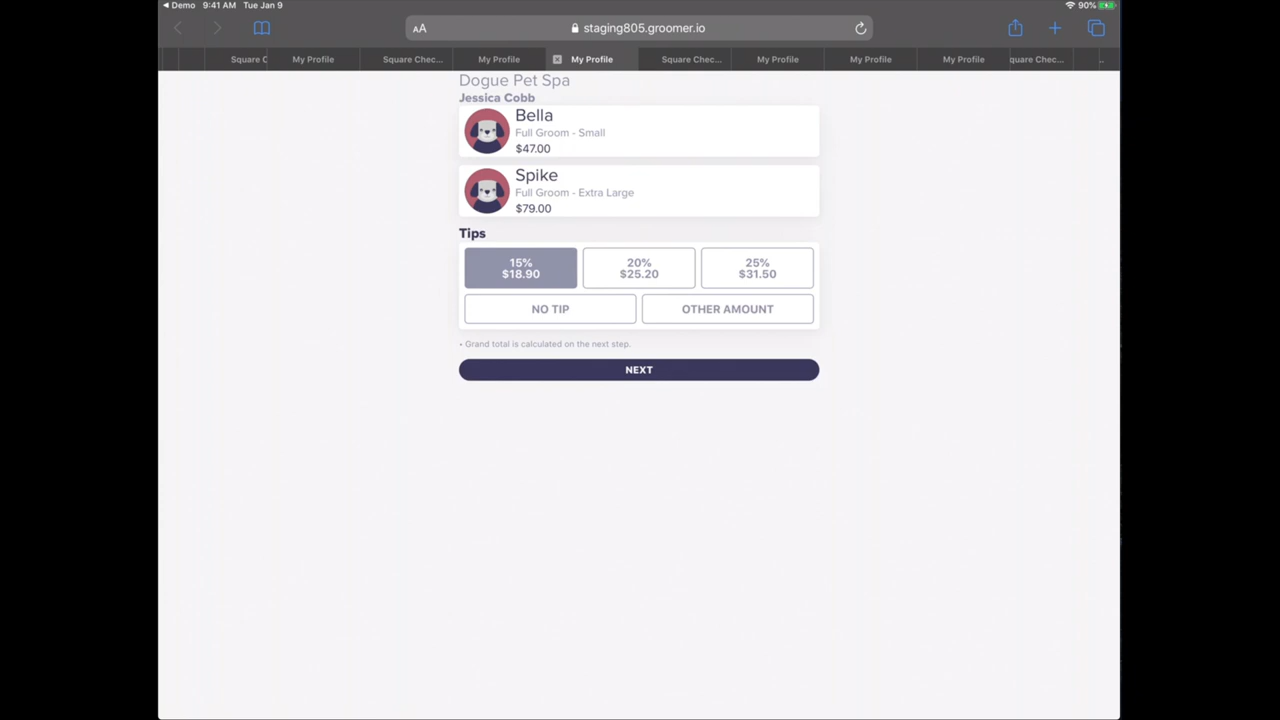 Demo 9:41 AM Tue Jan 9 90%
AA staging805.groomer.io
Square C My Profile Square Chec... My Profile My Profile Square Chec... My Profile My Profile My Profile quare Chec... ..
Dogue Pet Spa
Jessica Cobb
Bella
Full Groom - Small
$47.00
Spike
Full Groom - Extra Large
$79.00
Tips
15% 20% 25%
$18.90 $25.20 $31.50
NO TIP OTHER AMOUNT
• Grand total is calculated on the next step.
NEXT